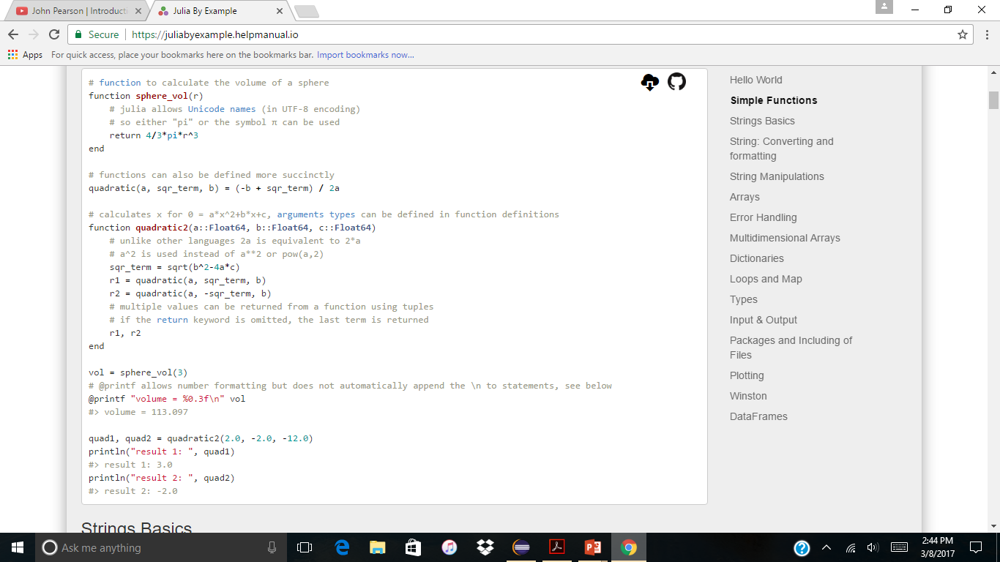 John Pearson | Introducti
Julia By Example
Secure
https://juliabyexample.helpmanual.io
Apps
For quick access, place your bookmarks here on the bookmarks bar. Import bookmarks now...
# function to calculate the volume of a sphere
function sphere_vol(r)
    # julia allows Unicode names (in UTF-8 encoding)
    # so either "pi" or the symbol π can be used
    return 4/3*pi*r^3
end
# functions can also be defined more succinctly
quadratic(a, sqr_term, b) = (-b + sqr_term) / 2a
# calculates x for 0 = a*x^2+b*x+c, arguments types can be defined in function definitions
function quadratic2(a::Float64, b::Float64, c::Float64)
    # unlike other languages 2a is equivalent to 2*a
    # a^2 is used instead of a**2 or pow(a,2)
    sqr_term = sqrt(b^2-4a*c)
    r1 = quadratic(a, sqr_term, b)
    r2 = quadratic(a, -sqr_term, b)
    # multiple values can be returned from a function using tuples
    # if the return keyword is omitted, the last term is returned
    r1, r2
end
vol = sphere_vol(3)
# @printf allows number formatting but does not automatically append the \n to statements, see below
@printf "volume = %0.3f\n" vol
#> volume = 113.097
quad1, quad2 = quadratic2(2.0, -2.0, -12.0)
println("result 1: ", quad1)
#> result 1: 3.0
println("result 2: ", quad2)
#> result 2: -2.0
Strings Basics
Hello World
Simple Functions
Strings Basics
String: Converting and
formatting
String Manipulations
Arrays
Error Handling
Multidimensional Arrays
Dictionaries
Loops and Map
Types
Input & Output
Packages and Including of
Files
Plotting
Winston
DataFrames
Ask me anything
2:44 PM
3/8/2017